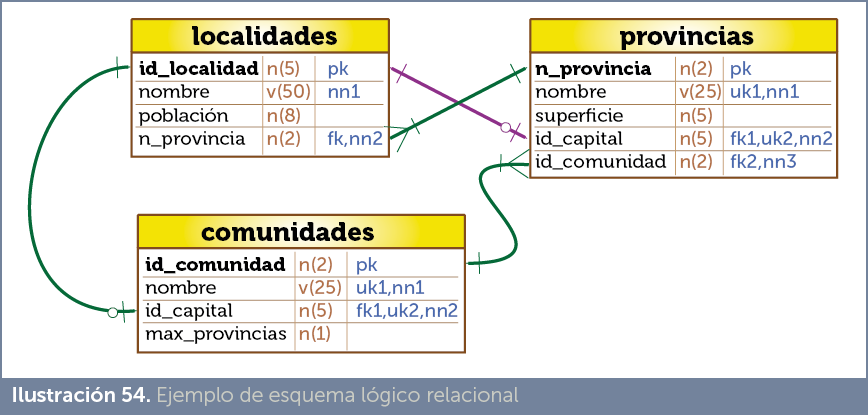 localidades
id_localidad n(5) pk
nombre v(50) nn1
población n(8)
n_provincia n(2) fk,nn2
provincias
n_provincia n(2) pk
nombre v(25) uk1,nn1
superficie n(5)
id_capital n(5) fk1,uk2,nn2
id_comunidad n(2) fk2,nn3
comunidades
id_comunidad n(2) pk
nombre v(25) uk1,nn1
id_capital n(5) fk1,uk2,nn2
max_provincias n(1)
Ilustración 54. Ejemplo de esquema lógico relacional